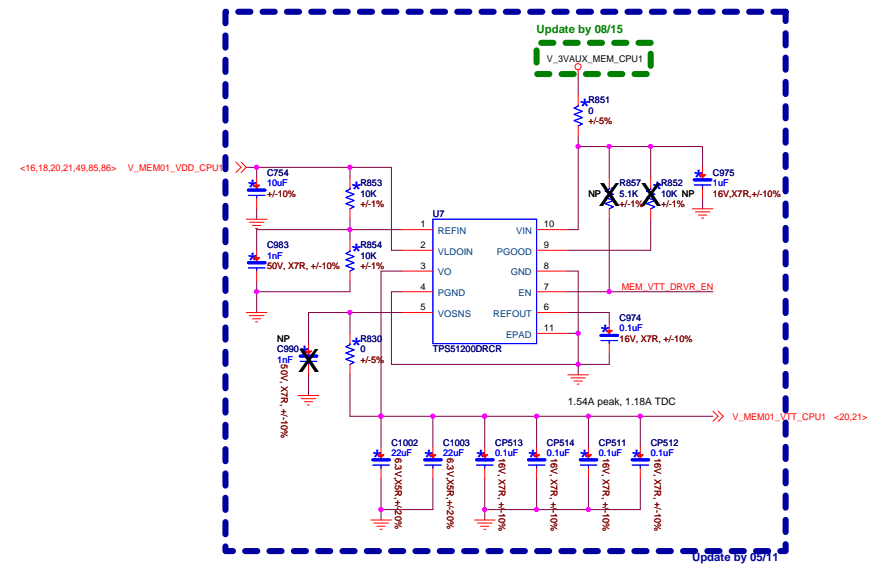 Update by 08/15
V_3VAUX_MEM_CPU1
R851
0
+/-5%
<16,18,20.21,49,85,86> V_MEM01_VDD_CPU1
C754
10uF
+/-10%
R853
10K
+/-1%
NP
R857
5.1K
+/-1%
R852
10K
+/-1%
NP
C975
1uF
16V,X7R,+/-10%
U7
1 REFIN
2 VLDOIN
3 VO
4 PGND
5 VOSNS
VIN 10
PGOOD 9
GND 8
EN 7
REFOUT 6
EPAD 11
TPS51200DRCR
C983
1nF
50V, X7R, +/-10%
R854
10K
+/-1%
MEM_VTT_DRVR_EN
C974
0.1uF
16V, X7R, +/-10%
NP
C990
1nF
50V, X7R, +/-10%
R830
0
+/-5%
1.54A peak, 1.18A TDC
V_MEM01_VTT_CPU1 <20,21>
C1002
22uF
6.3V,X5R,+/-20%
C1003
22uF
6.3V,X5R,+/-20%
CP513
0.1uF
16V, X7R, +/-10%
CP514
0.1uF
16V, X7R, +/-10%
CP511
0.1uF
16V, X7R, +/-10%
CP512
0.1uF
16V, X7R, +/-10%
Update by 05/11